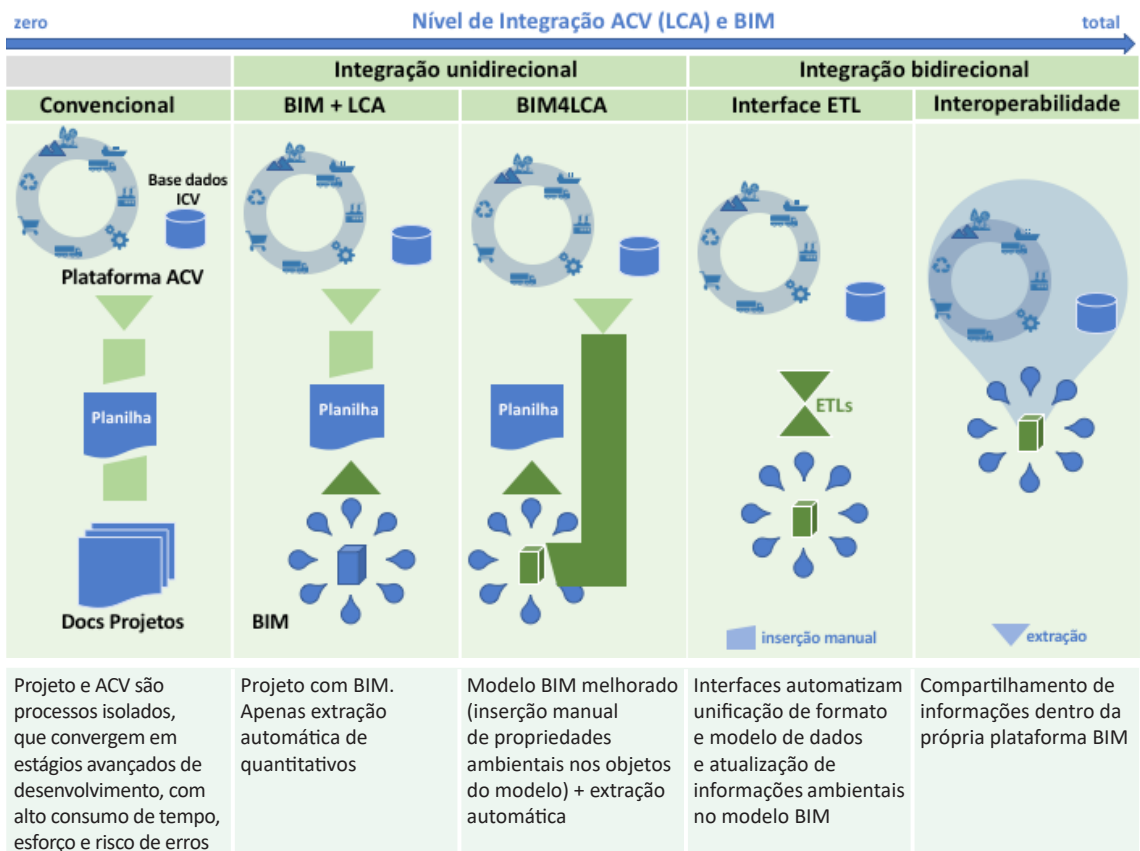 zero
Nível de Integração ACV (LCA) e BIM
total
Integração unidirecional
Integração bidirecional
Convencional
BIM + LCA
BIM4LCA
Interface ETL
Interoperabilidade
Base dados
ICV
Plataforma ACV
Planilha
Planilha
Planilha
ETLs
Docs Projetos
BIM
inserção manual
extração
Projeto e ACV são
processos isolados,
que convergem em
estágios avançados de
desenvolvimento, com
alto consumo de tempo,
esforço e risco de erros
Projeto com BIM.
Apenas extração
automática de
quantitativos
Modelo BIM melhorado
(inserção manual
de propriedades
ambientais nos objetos
do modelo) + extração
automática
Interfaces automatizam
unificação de formato
e modelo de dados
e atualização de
informações ambientais
no modelo BIM
Compartilhamento de
informações dentro da
própria plataforma BIM